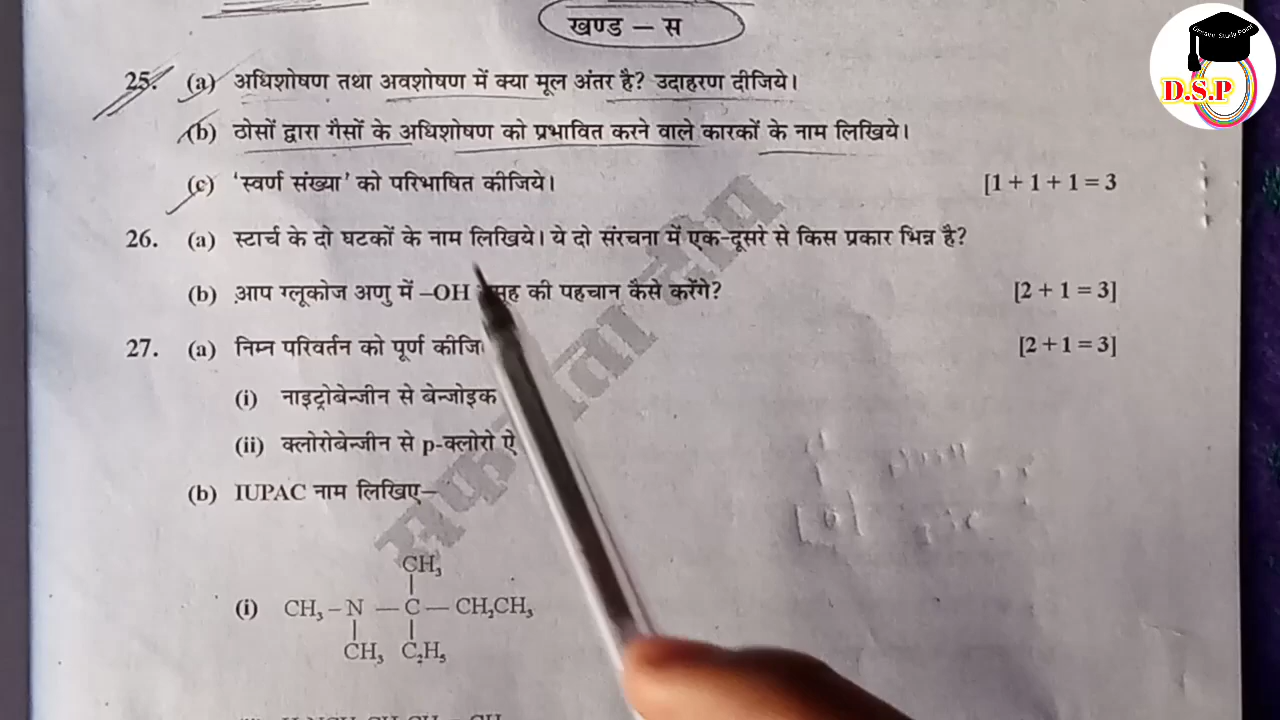 खण्ड – स
25. (a) अधिशोषण तथा अवशोषण में क्या मूल अंतर है? उदाहरण दीजिये।
(b) ठोसों द्वारा गैसों के अधिशोषण को प्रभावित करने वाले कारकों के नाम लिखिये।
(c) 'स्वर्ण संख्या' को परिभाषित कीजिये। [1 + 1 + 1 = 3
26. (a) स्टार्च के दो घटकों के नाम लिखिये। ये दो संरचना में एक-दूसरे से किस प्रकार भिन्न है?
(b) आप ग्लूकोज अणु में –OH की पहचान कैसे करेंगे? [2 + 1 = 3]
27. (a) निम्न परिवर्तन को पूर्ण [2 + 1 = 3]
(i) नाइट्रोबेन्जीन से बेन्जोइक
(ii) क्लोरोबेन्जीन से p-क्लोरो
(b) IUPAC नाम लिखिए–
CH₃
(i) CH₃ – N — C — CH₂CH₃
CH₃ C₂H₅
D.S.P